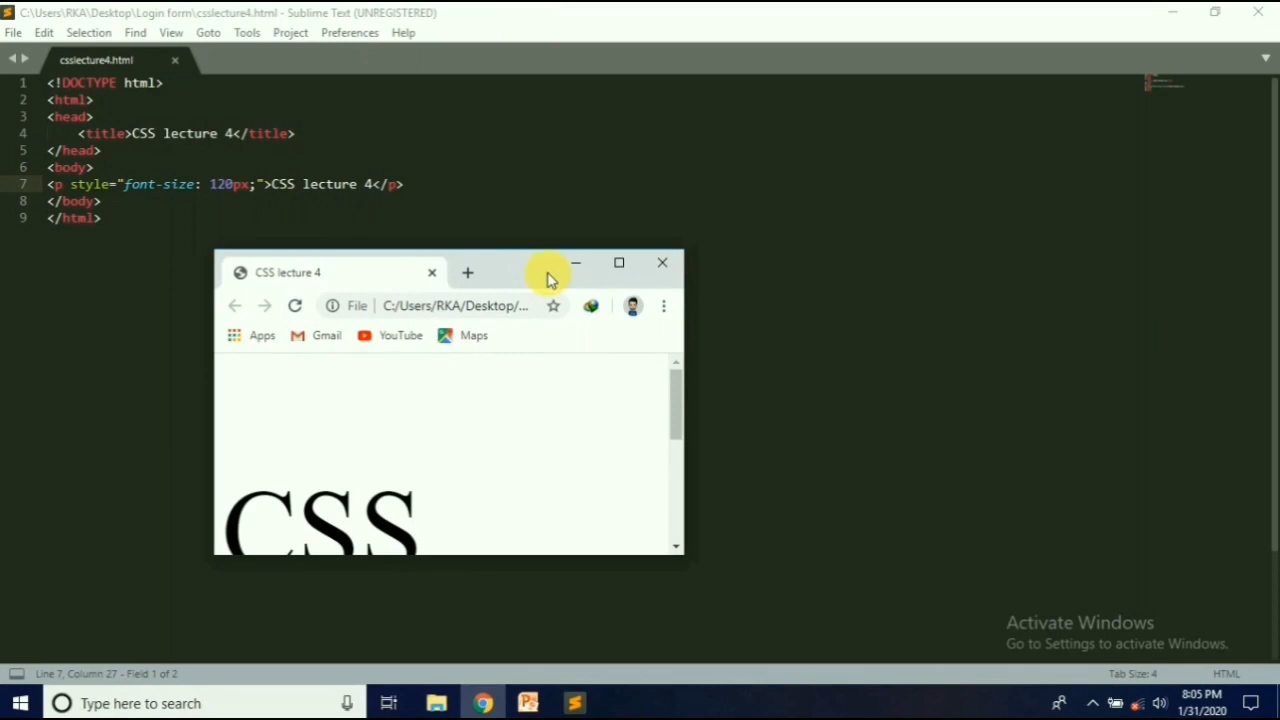 C:\Users\RKA\Desktop\Login form\csslecture4.html - Sublime Text (UNREGISTERED)
File Edit Selection Find View Goto Tools Project Preferences Help
csslecture4.html
1 <!DOCTYPE html>
2 <html>
3 <head>
4 <title>CSS lecture 4</title>
5 </head>
6 <body>
7 <p style="font-size: 120px;">CSS lecture 4</p>
8 </body>
9 </html>
CSS lecture 4
File C:/Users/RKA/Desktop/...
Apps Gmail YouTube Maps
CSS
Activate Windows
Go to Settings to activate Windows.
Line 7, Column 27 - Field 1 of 2 Tab Size: 4 HTML
Type here to search
8:05 PM
1/31/2020